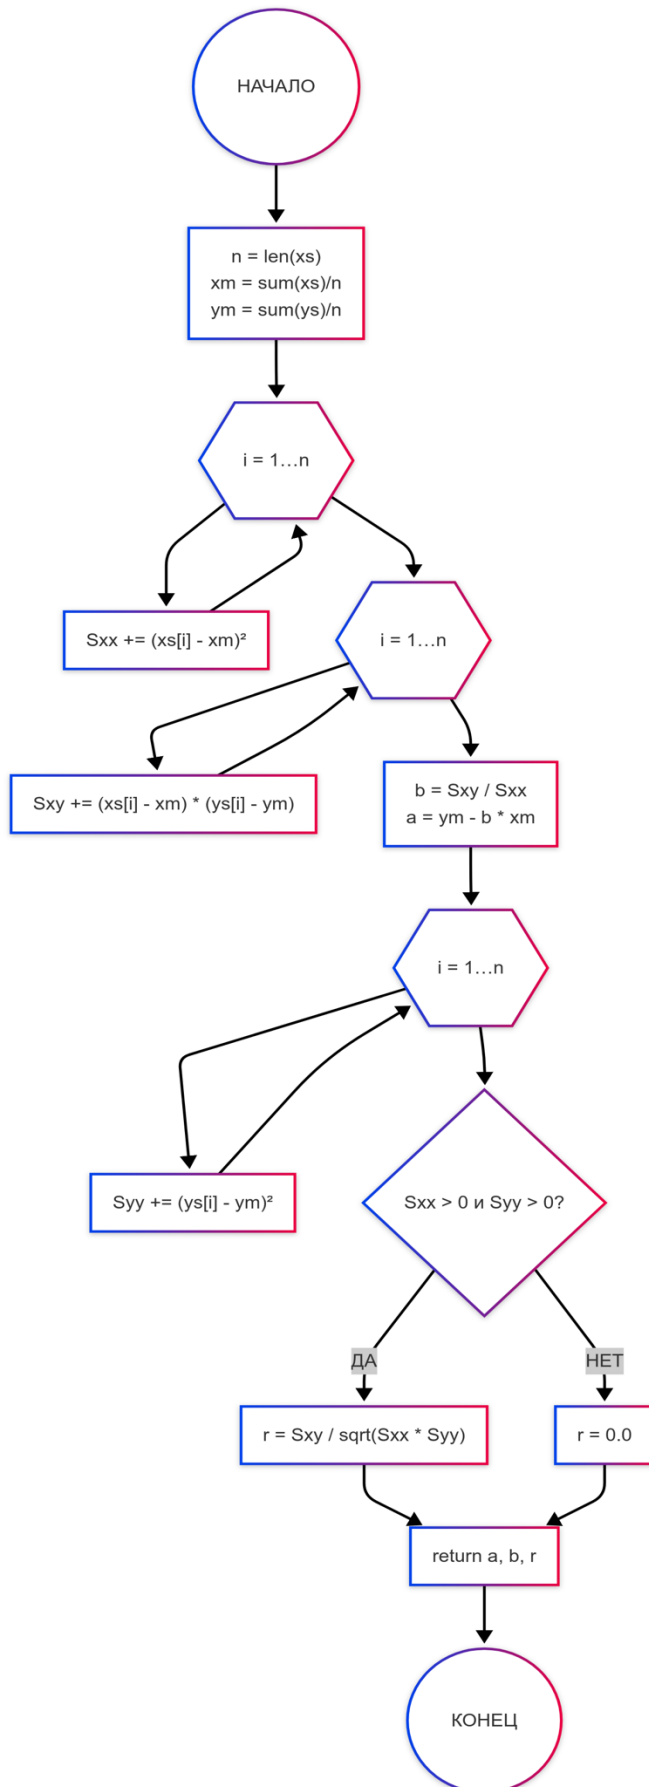 НАЧАЛО
n = len(xs)
xm = sum(xs)/n
ym = sum(ys)/n
i = 1…n
Sxx += (xs[i] - xm)²
i = 1…n
Sxy += (xs[i] - xm) * (ys[i] - ym)
b = Sxy / Sxx
a = ym - b * xm
i = 1…n
Syy += (ys[i] - ym)²
Sxx > 0 и Syy > 0?
ДА
НЕТ
r = Sxy / sqrt(Sxx * Syy)
r = 0.0
return a, b, r
КОНЕЦ